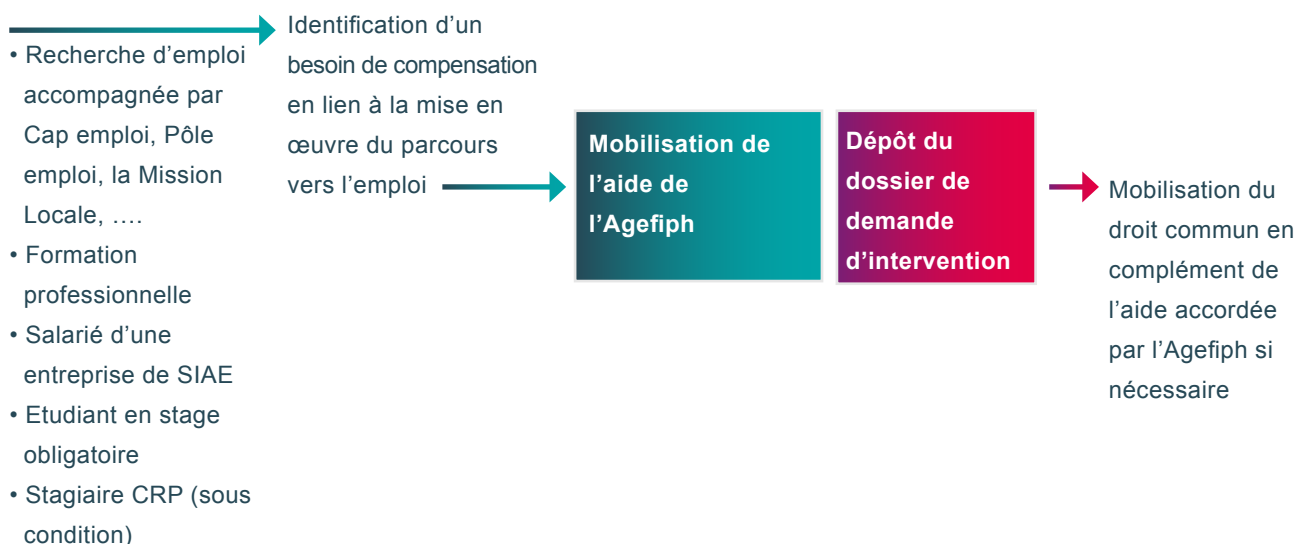 • Recherche d’emploi
accompagnée par
Cap emploi, Pôle
emploi, la Mission
Locale, ….
• Formation
professionnelle
• Salarié d’une
entreprise de SIAE
• Etudiant en stage
obligatoire
• Stagiaire CRP (sous
condition)
Identification d’un
besoin de compensation
en lien à la mise en
œuvre du parcours
vers l’emploi
Mobilisation de
l’aide de
l’Agefiph
Dépôt du
dossier de
demande
d’intervention
Mobilisation du
droit commun en
complément de
l’aide accordée
par l’Agefiph si
nécessaire